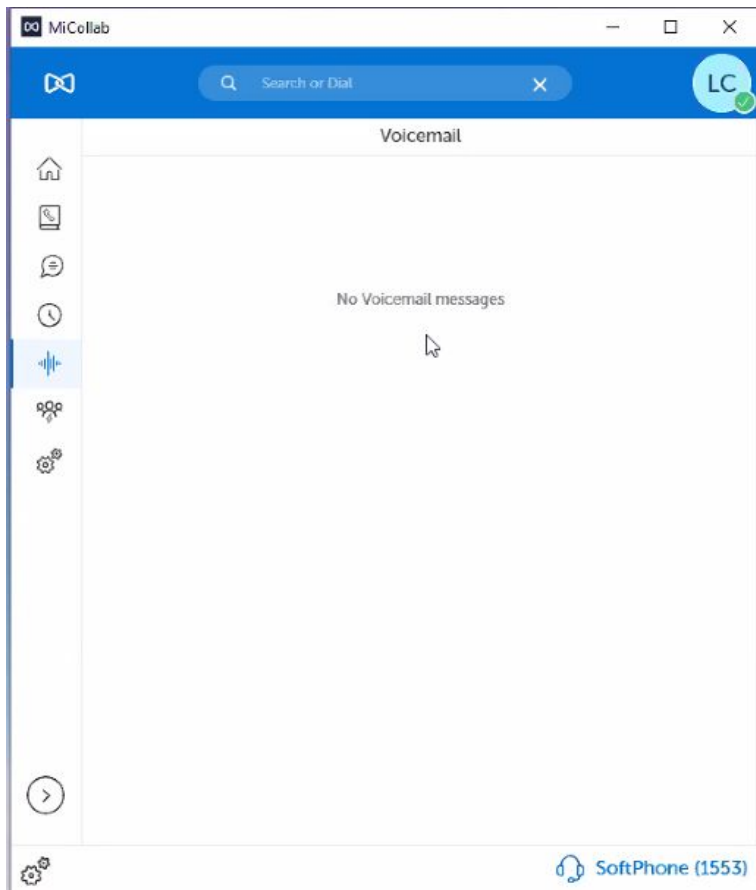 MiCollab
Search or Dial
LC
Voicemail
No Voicemail messages
SoftPhone (1553)